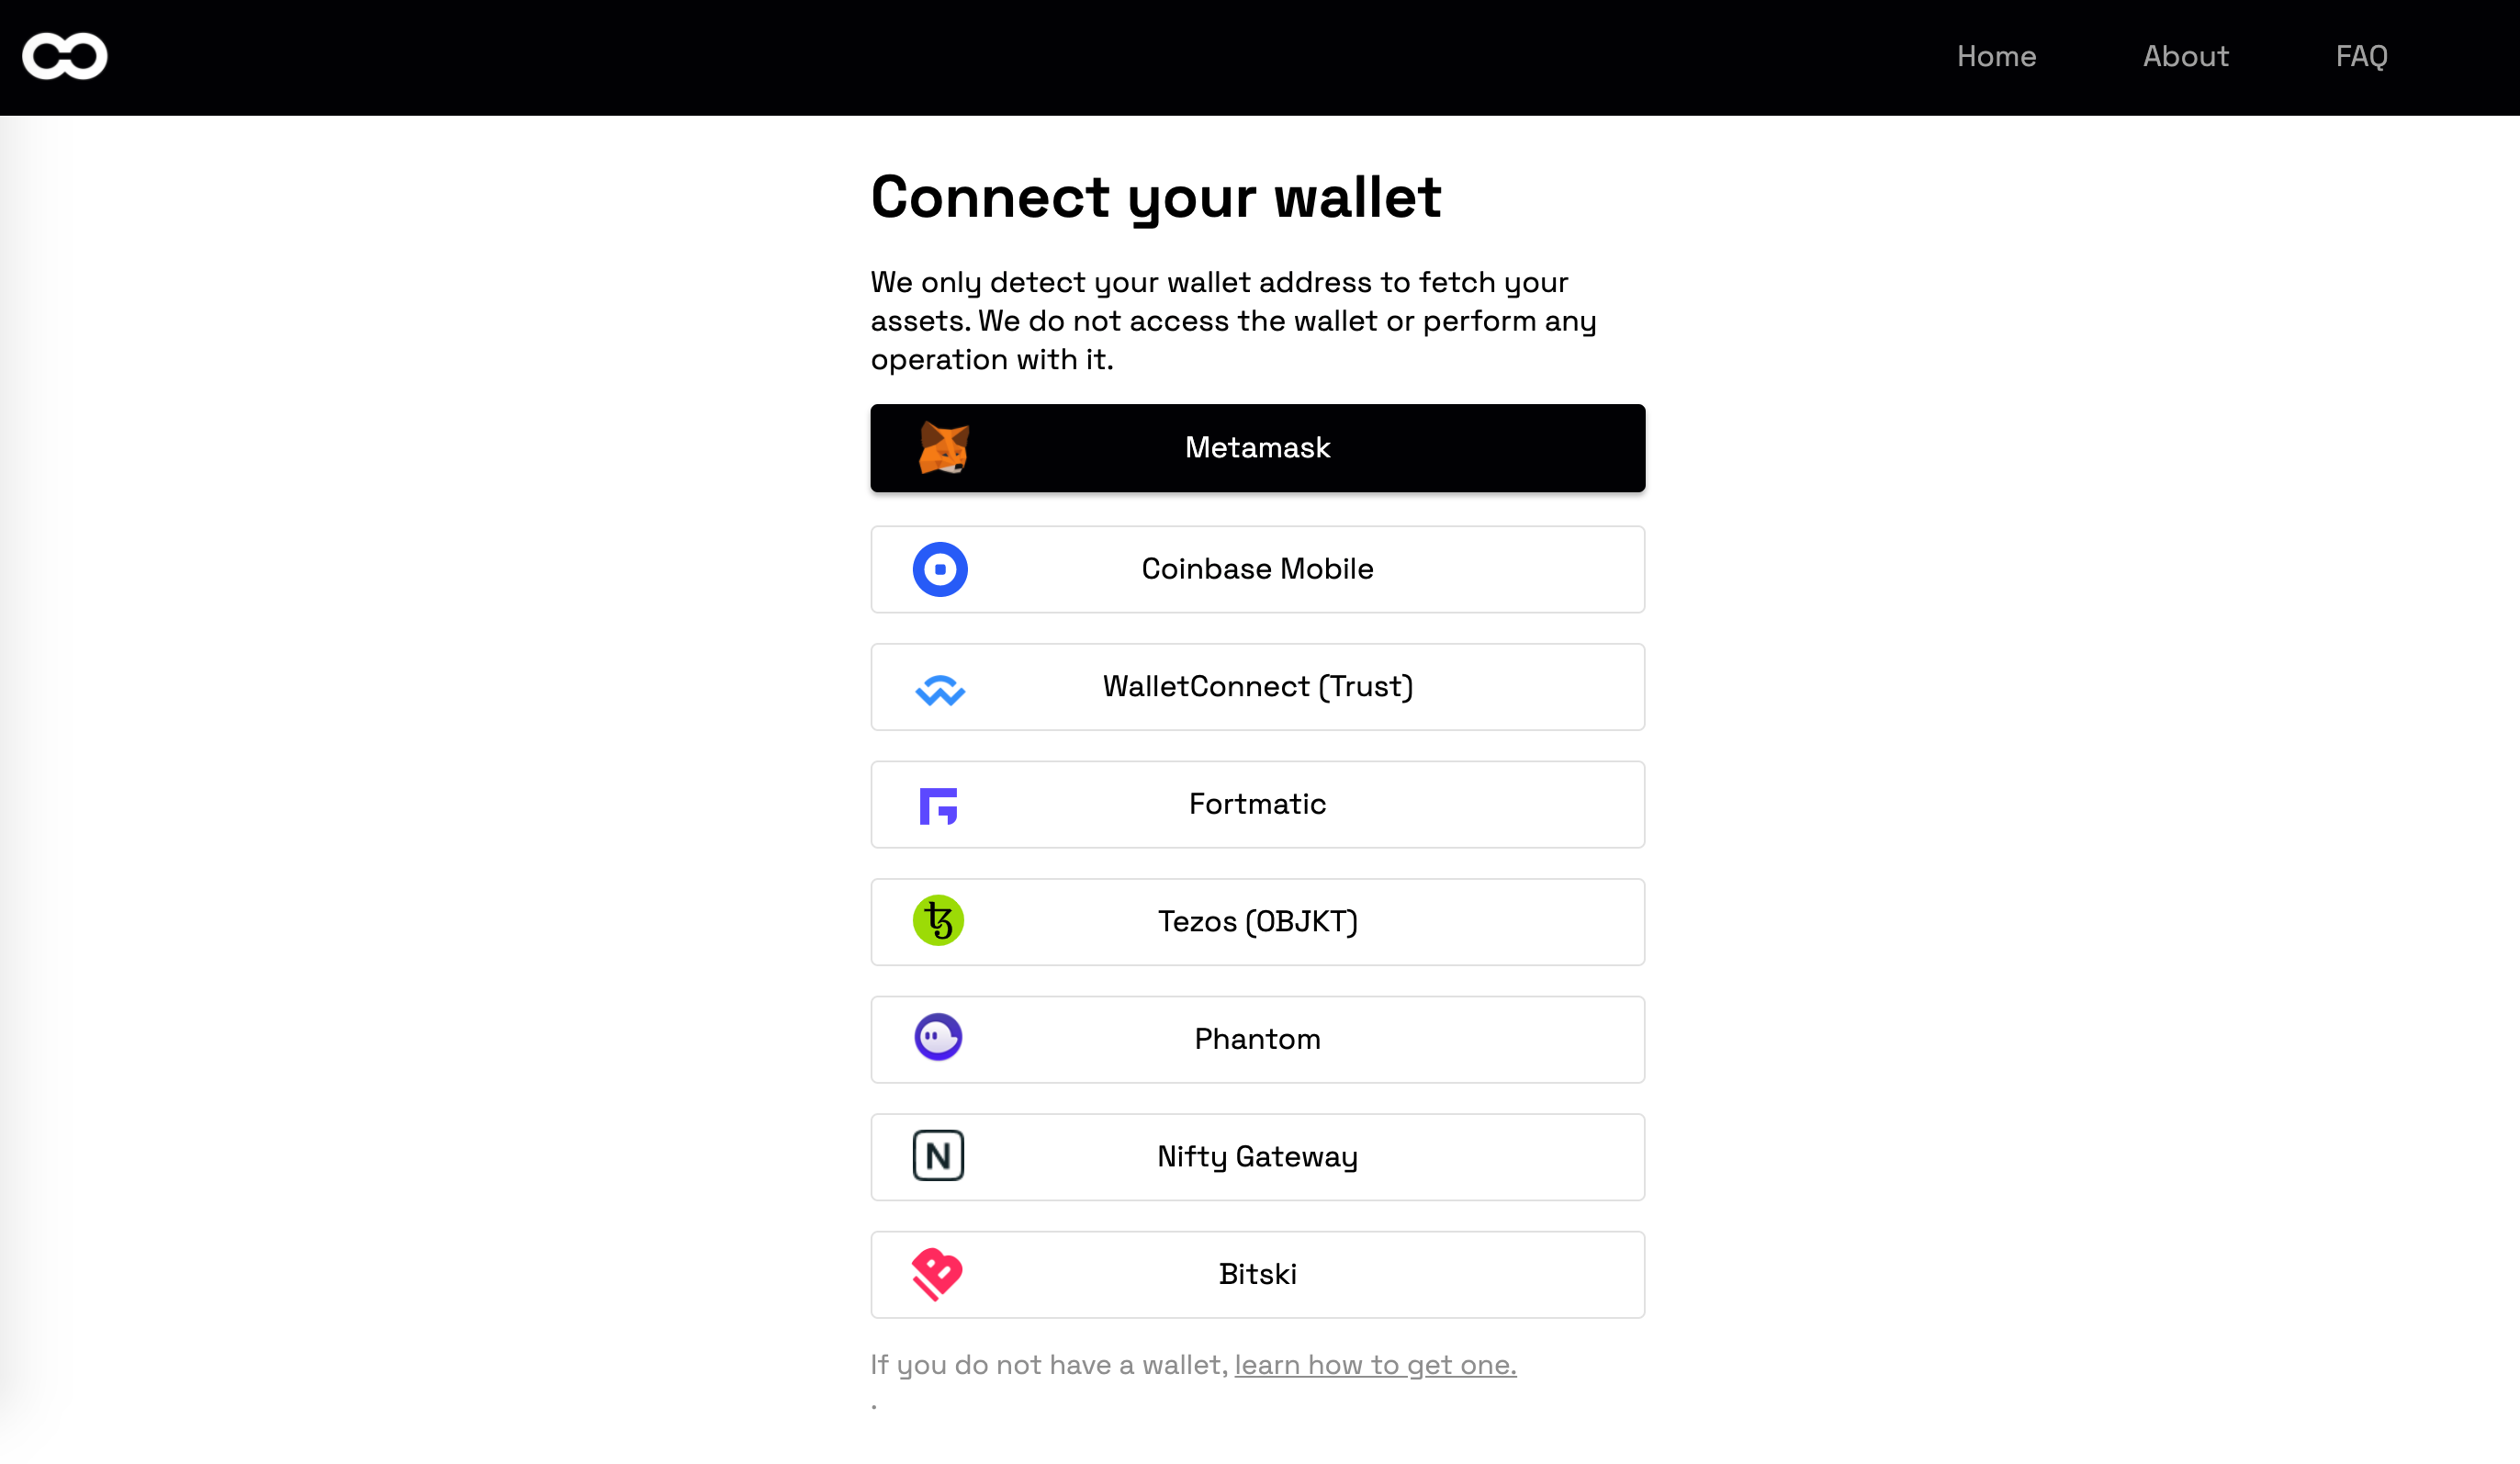 Home About FAQ
Connect your wallet
We only detect your wallet address to fetch your
assets. We do not access the wallet or perform any
operation with it.
Metamask
Coinbase Mobile
WalletConnect (Trust)
Fortmatic
Tezos (OBJKT)
Phantom
N Nifty Gateway
Bitski
If you do not have a wallet, learn how to get one.
.